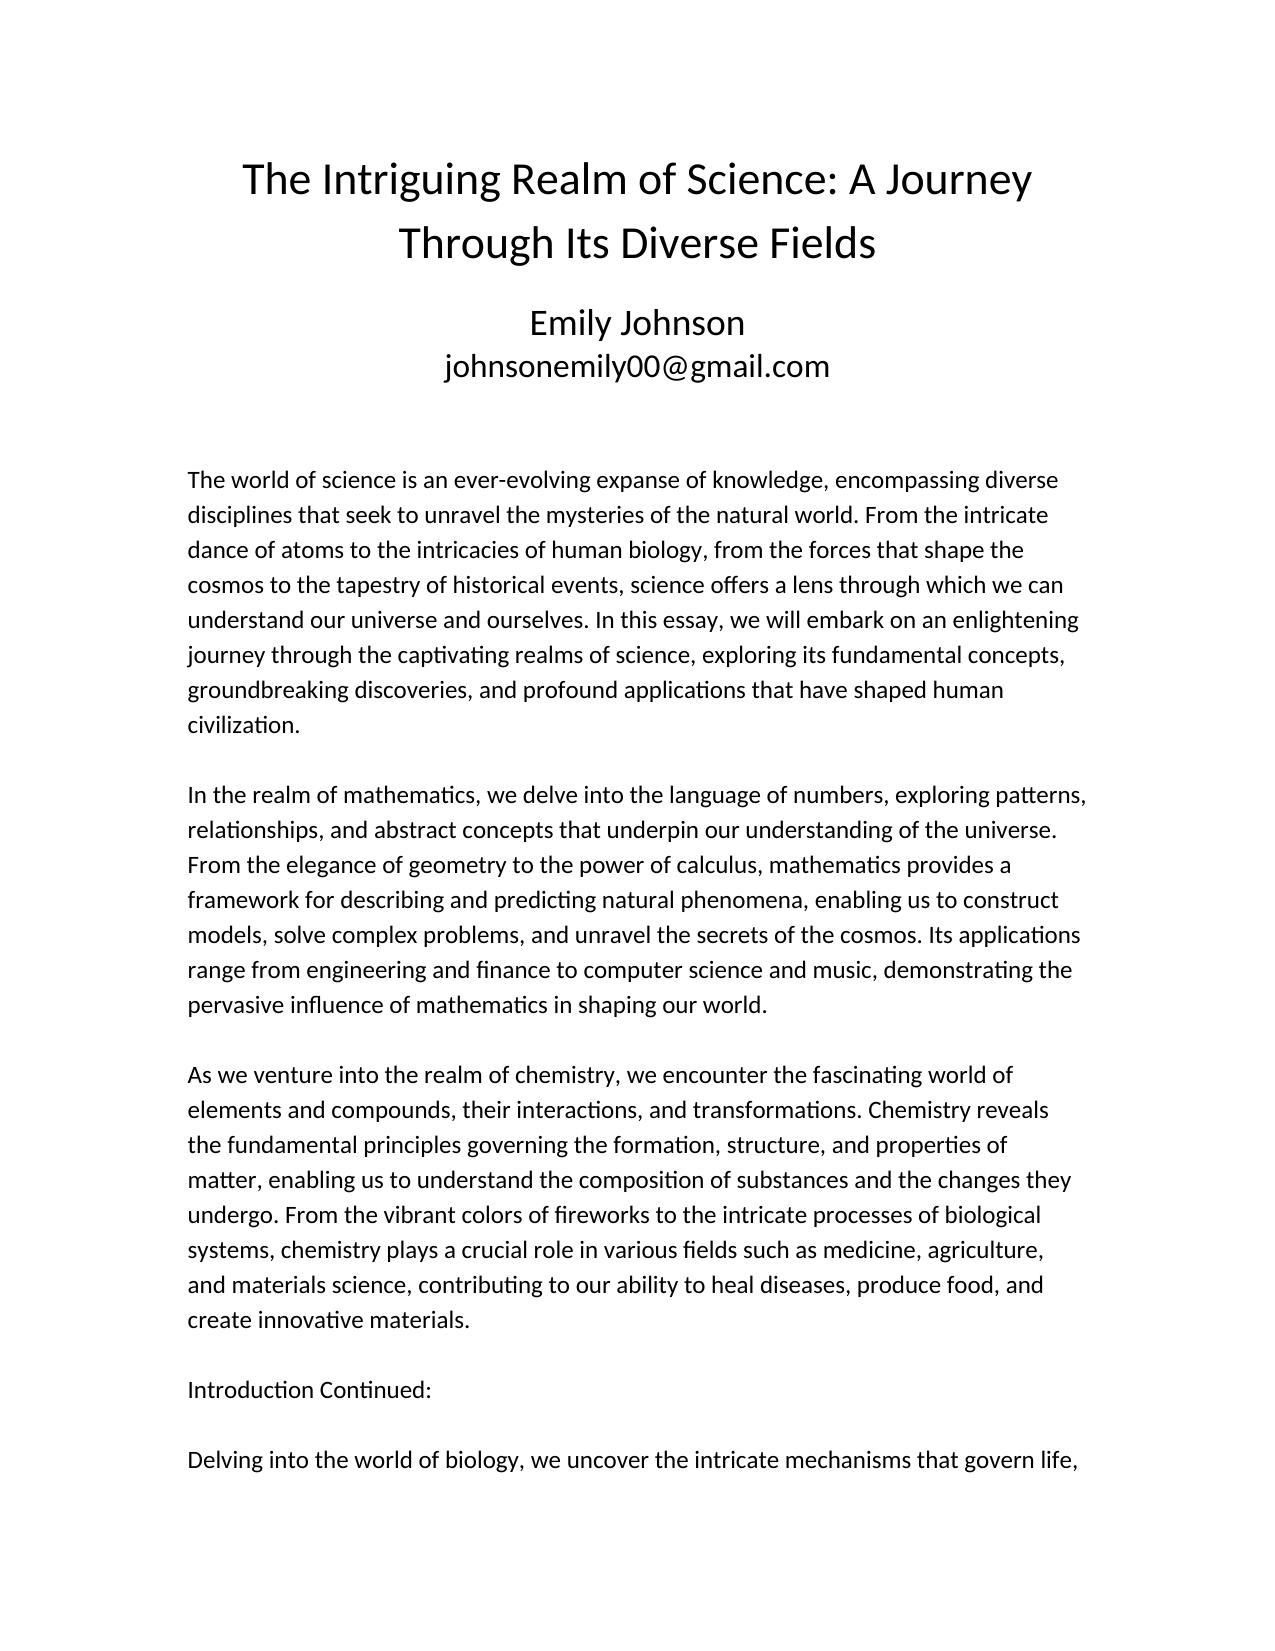 The Intriguing Realm of Science: A Journey
Through Its Diverse Fields
Emily Johnson
johnsonemily00@gmail.com
The world of science is an ever-evolving expanse of knowledge, encompassing diverse
disciplines that seek to unravel the mysteries of the natural world. From the intricate
dance of atoms to the intricacies of human biology, from the forces that shape the
cosmos to the tapestry of historical events, science offers a lens through which we can
understand our universe and ourselves. In this essay, we will embark on an enlightening
journey through the captivating realms of science, exploring its fundamental concepts,
groundbreaking discoveries, and profound applications that have shaped human
civilization.
In the realm of mathematics, we delve into the language of numbers, exploring patterns,
relationships, and abstract concepts that underpin our understanding of the universe.
From the elegance of geometry to the power of calculus, mathematics provides a
framework for describing and predicting natural phenomena, enabling us to construct
models, solve complex problems, and unravel the secrets of the cosmos. Its applications
range from engineering and finance to computer science and music, demonstrating the
pervasive influence of mathematics in shaping our world.
As we venture into the realm of chemistry, we encounter the fascinating world of
elements and compounds, their interactions, and transformations. Chemistry reveals
the fundamental principles governing the formation, structure, and properties of
matter, enabling us to understand the composition of substances and the changes they
undergo. From the vibrant colors of fireworks to the intricate processes of biological
systems, chemistry plays a crucial role in various fields such as medicine, agriculture,
and materials science, contributing to our ability to heal diseases, produce food, and
create innovative materials.
Introduction Continued:
Delving into the world of biology, we uncover the intricate mechanisms that govern life,